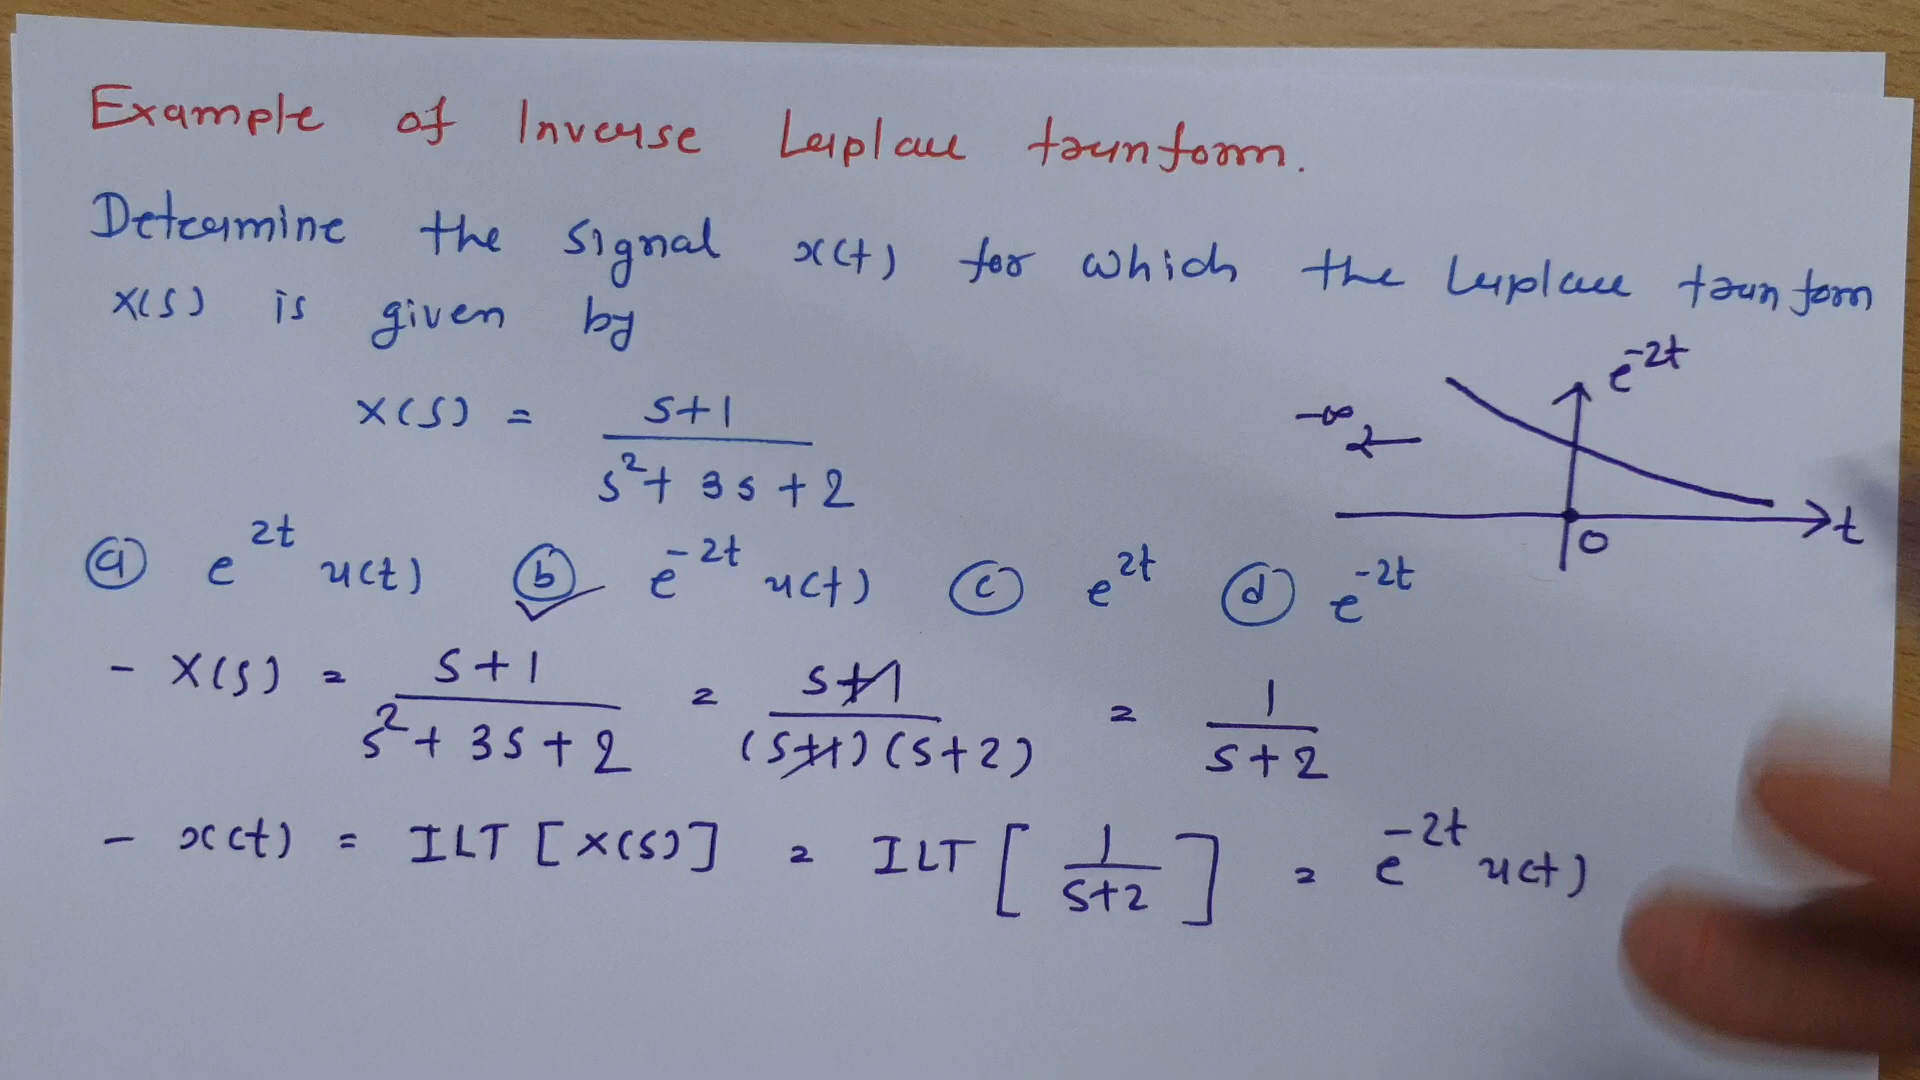 Example of Inverse Laplace transform.
Determine the signal x(t) for which the Laplace transform
X(s) is given by
X(s) = s+1 / s²+3s+2
e^-2t
-∞
0
t
(a) e^2t u(t) (b) e^-2t u(t) (c) e^2t (d) e^-2t
- X(s) = s+1 / s²+3s+2 = s+1 / (s+1)(s+2) = 1 / s+2
- x(t) = ILT [X(s)] = ILT [1 / s+2] = e^-2t u(t)